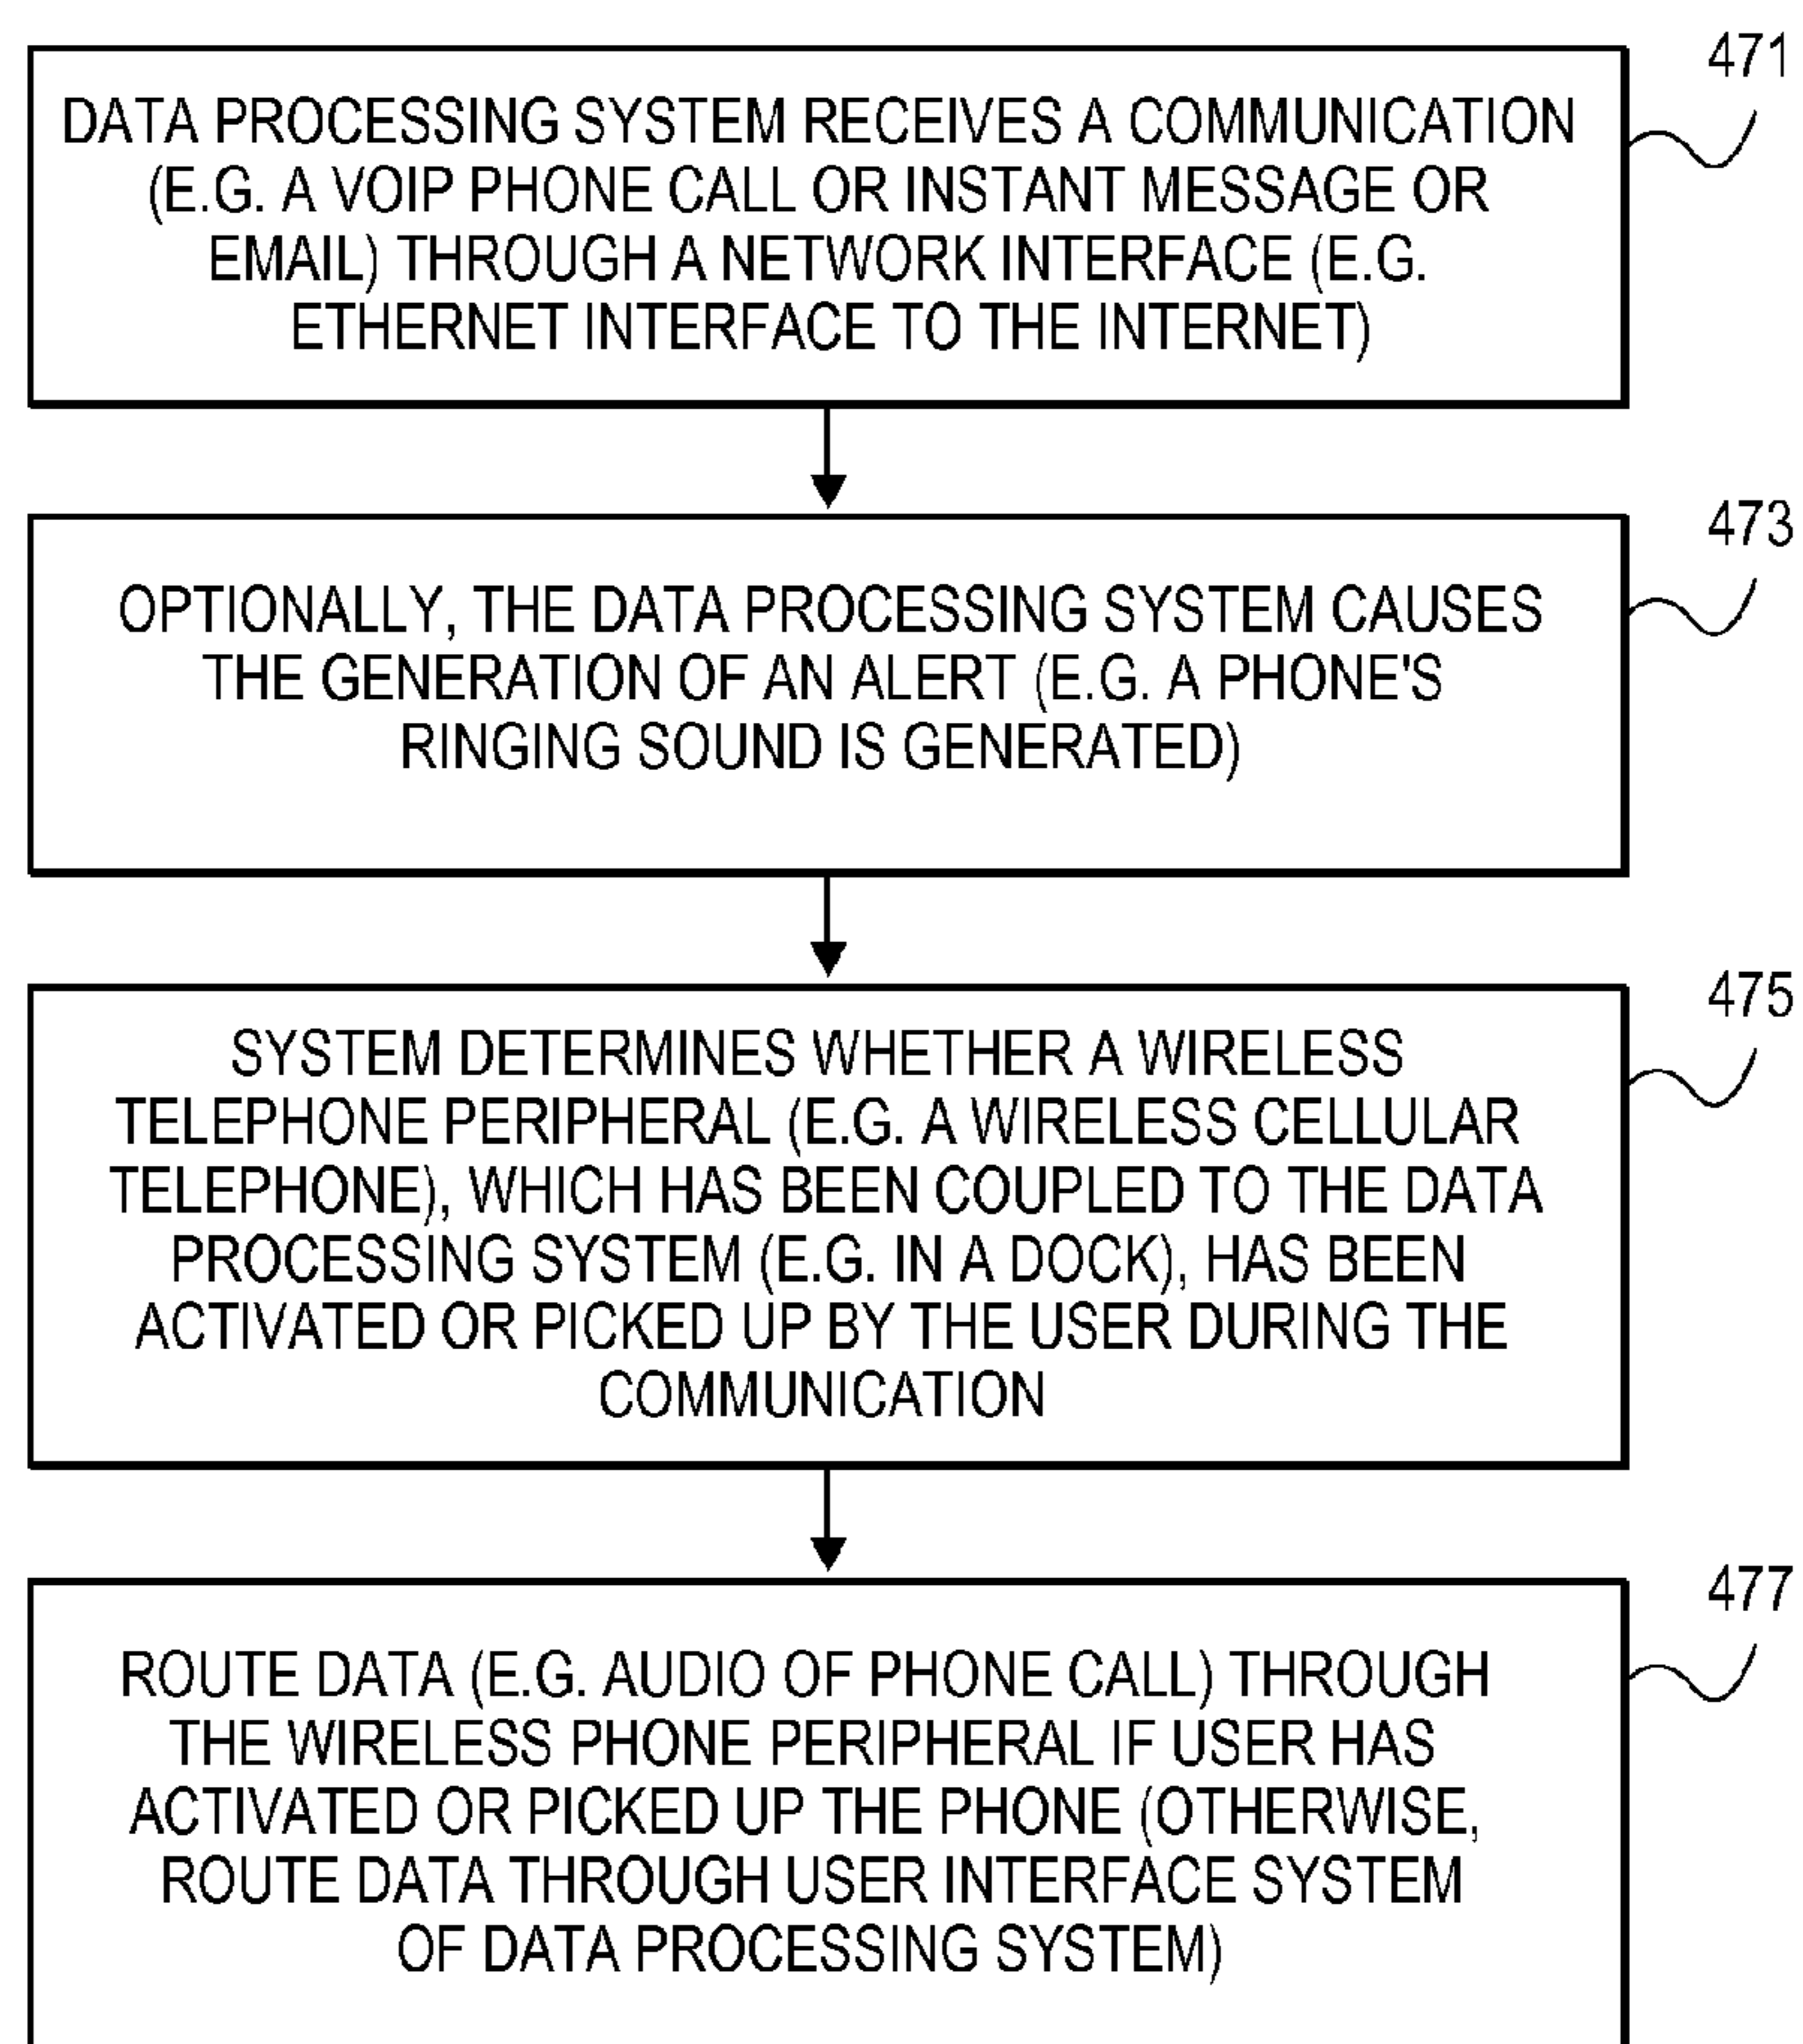 471
DATA PROCESSING SYSTEM RECEIVES A COMMUNICATION
(E.G. A VOIP PHONE CALL OR INSTANT MESSAGE OR
EMAIL) THROUGH A NETWORK INTERFACE (E.G.
ETHERNET INTERFACE TO THE INTERNET)
473
OPTIONALLY, THE DATA PROCESSING SYSTEM CAUSES
THE GENERATION OF AN ALERT (E.G. A PHONE'S
RINGING SOUND IS GENERATED)
475
SYSTEM DETERMINES WHETHER A WIRELESS
TELEPHONE PERIPHERAL (E.G. A WIRELESS CELLULAR
TELEPHONE), WHICH HAS BEEN COUPLED TO THE DATA
PROCESSING SYSTEM (E.G. IN A DOCK), HAS BEEN
ACTIVATED OR PICKED UP BY THE USER DURING THE
COMMUNICATION
477
ROUTE DATA (E.G. AUDIO OF PHONE CALL) THROUGH
THE WIRELESS PHONE PERIPHERAL IF USER HAS
ACTIVATED OR PICKED UP THE PHONE (OTHERWISE,
ROUTE DATA THROUGH USER INTERFACE SYSTEM
OF DATA PROCESSING SYSTEM)